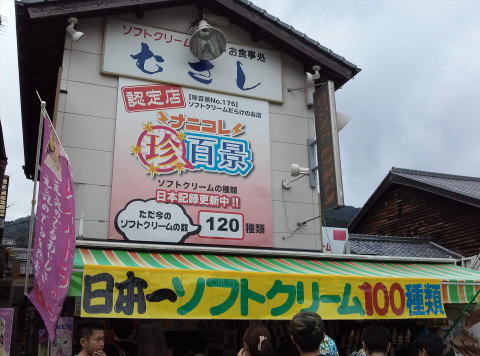 ソフトクリーム
お食事処
むさし
認定店
【珍百景No.176】
ソフトクリームだらけのお店
ナニコレ
珍百景
ソフトクリームの種類
日本記録更新中!!
ただ今の
ソフトクリームの数
120種類
日本一ソフトクリーム100種類